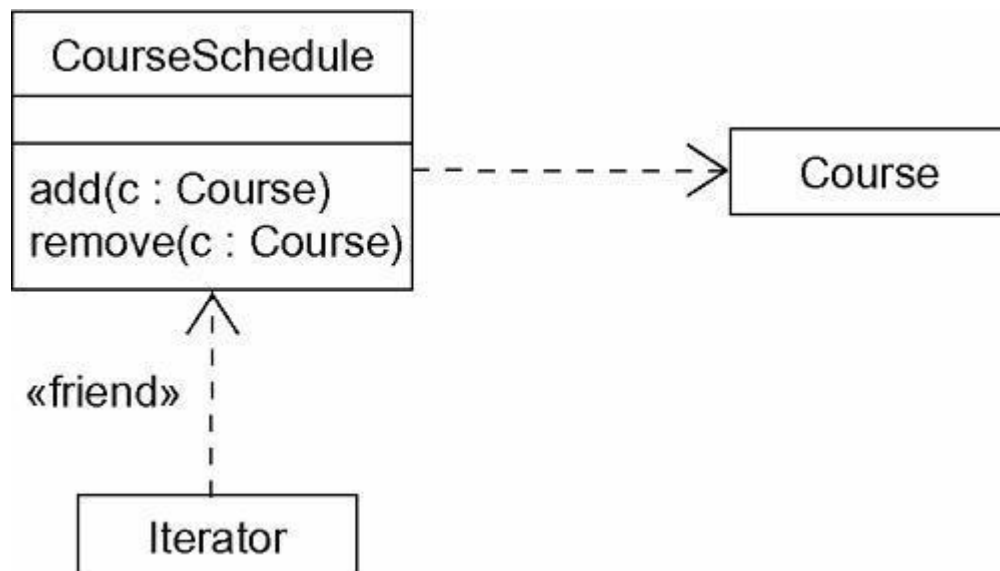 CourseSchedule
add(c : Course)
remove(c : Course)
Course
«friend»
Iterator